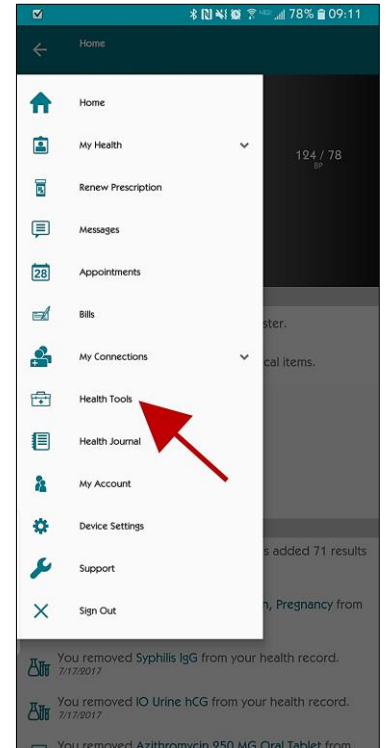 78% 09:11
Home
Home
My Health
124 / 78
BP
Renew Prescription
Messages
28
Appointments
Bills
ster.
My Connections
cal items.
Health Tools
Health Journal
My Account
Device Settings
s added 71 results
Support
n, Pregnancy from
Sign Out
You removed Syphilis IgG from your health record.
7/17/2017
You removed IO Urine hCG from your health record.
7/17/2017
You removed Azithromycin 250 MG Oral Tablet from